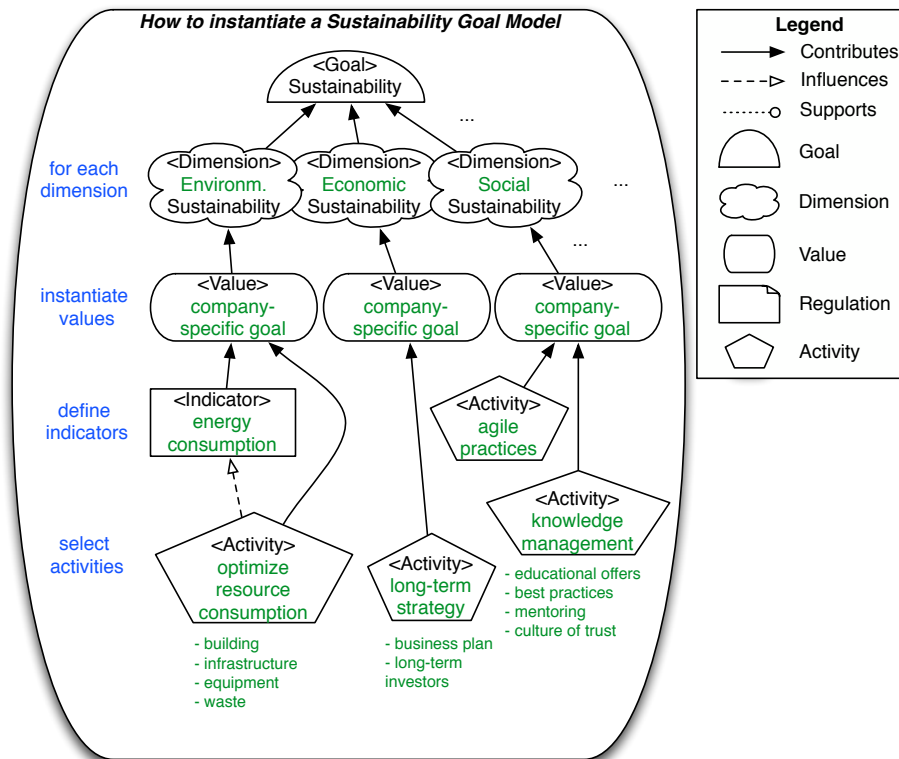 How to instantiate a Sustainability Goal Model
<Goal>
Sustainability
...
for each
dimension
<Dimension>
Environm.
Sustainability
<Dimension>
Economic
Sustainability
<Dimension>
Social
Sustainability
...
...
instantiate
values
<Value>
company-
specific goal
<Value>
company-
specific goal
<Value>
company-
specific goal
define
indicators
<Indicator>
energy
consumption
<Activity>
agile
practices
select
activities
<Activity>
optimize
resource
consumption
- building
- infrastructure
- equipment
- waste
<Activity>
long-term
strategy
- business plan
- long-term
investors
<Activity>
knowledge
management
- educational offers
- best practices
- mentoring
- culture of trust
Legend
Contributes
Influences
Supports
Goal
Dimension
Value
Regulation
Activity